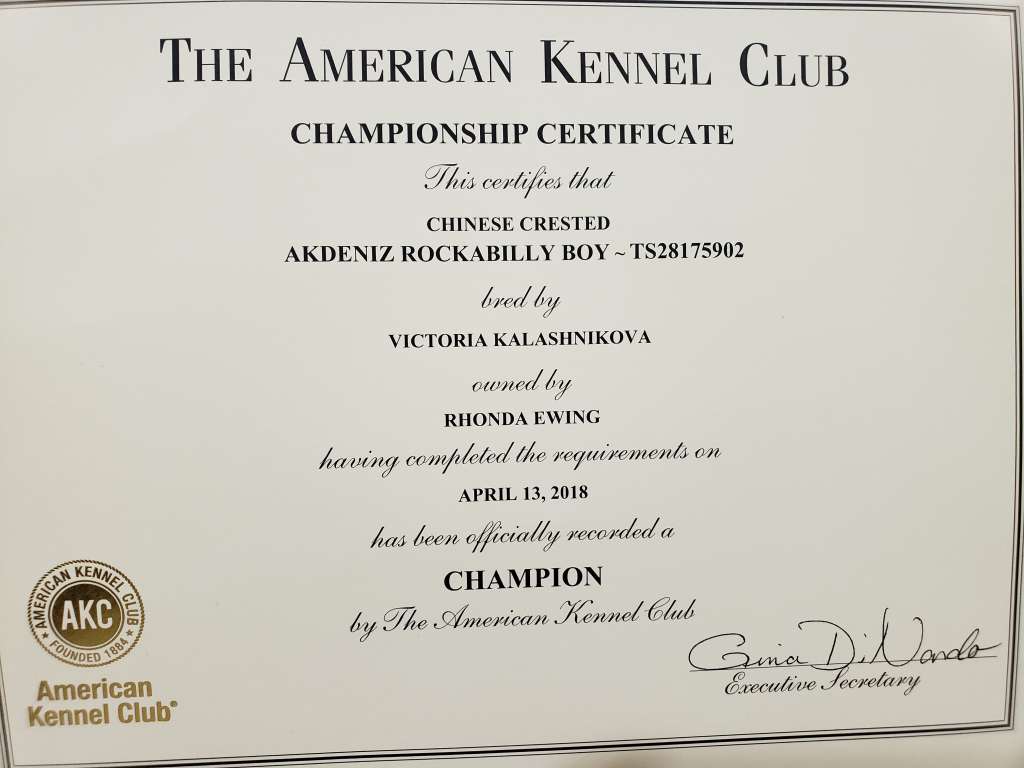 THE AMERICAN KENNEL CLUB
CHAMPIONSHIP CERTIFICATE
This certifies that
CHINESE CRESTED
AKDENIZ ROCKABILLY BOY ~ TS28175902
bred by
VICTORIA KALASHNIKOVA
owned by
RHONDA EWING
having completed the requirements on
APRIL 13, 2018
has been officially recorded a
CHAMPION
by The American Kennel Club
AMERICAN KENNEL CLUB
AKC
FOUNDED 1884
American
Kennel Club®
Gina DiNardo
Executive Secretary